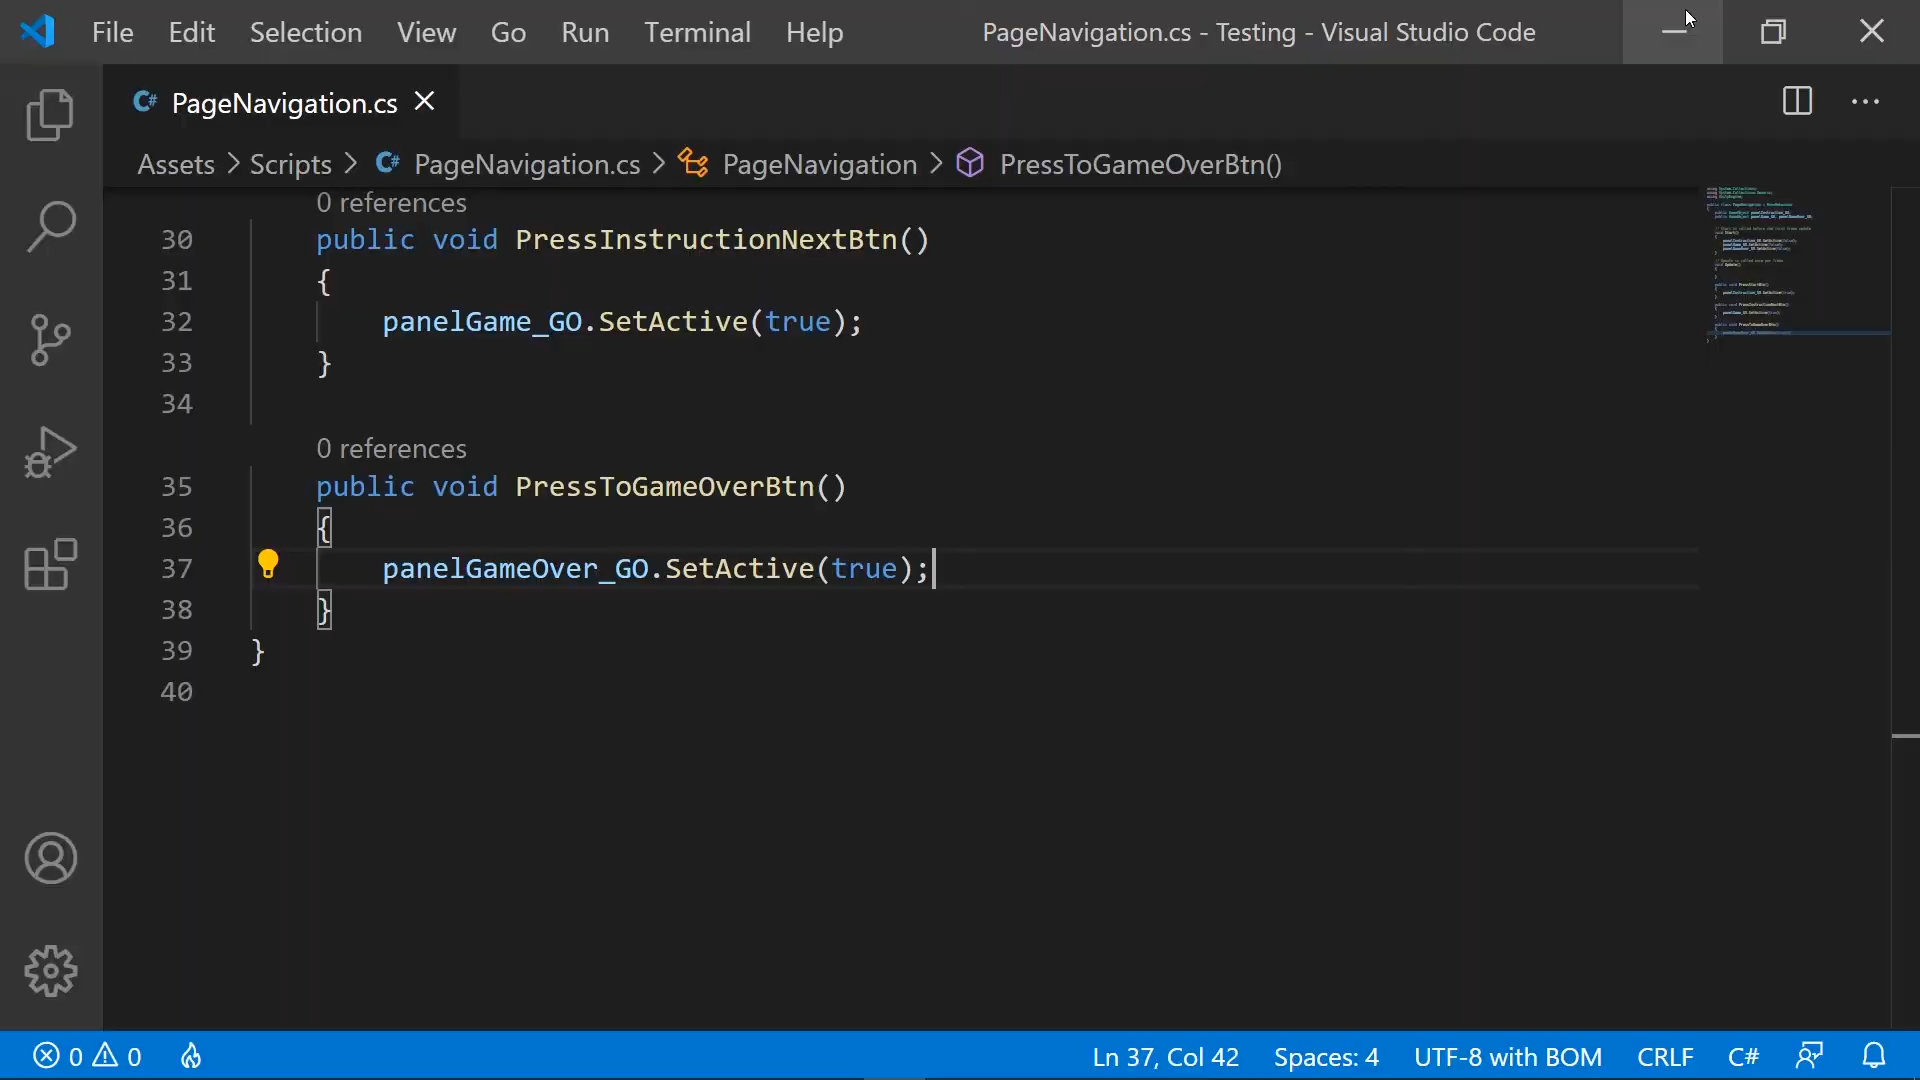 File Edit Selection View Go Run Terminal Help PageNavigation.cs - Testing - Visual Studio Code
C# PageNavigation.cs
Assets > Scripts > C# PageNavigation.cs > PageNavigation > PressToGameOverBtn()
0 references
30 public void PressInstructionNextBtn()
31 {
32 panelGame_GO.SetActive(true);
33 }
34
0 references
35 public void PressToGameOverBtn()
36 {
37 panelGameOver_GO.SetActive(true);
38 }
39 }
40
0 0 Ln 37, Col 42 Spaces: 4 UTF-8 with BOM CRLF C#